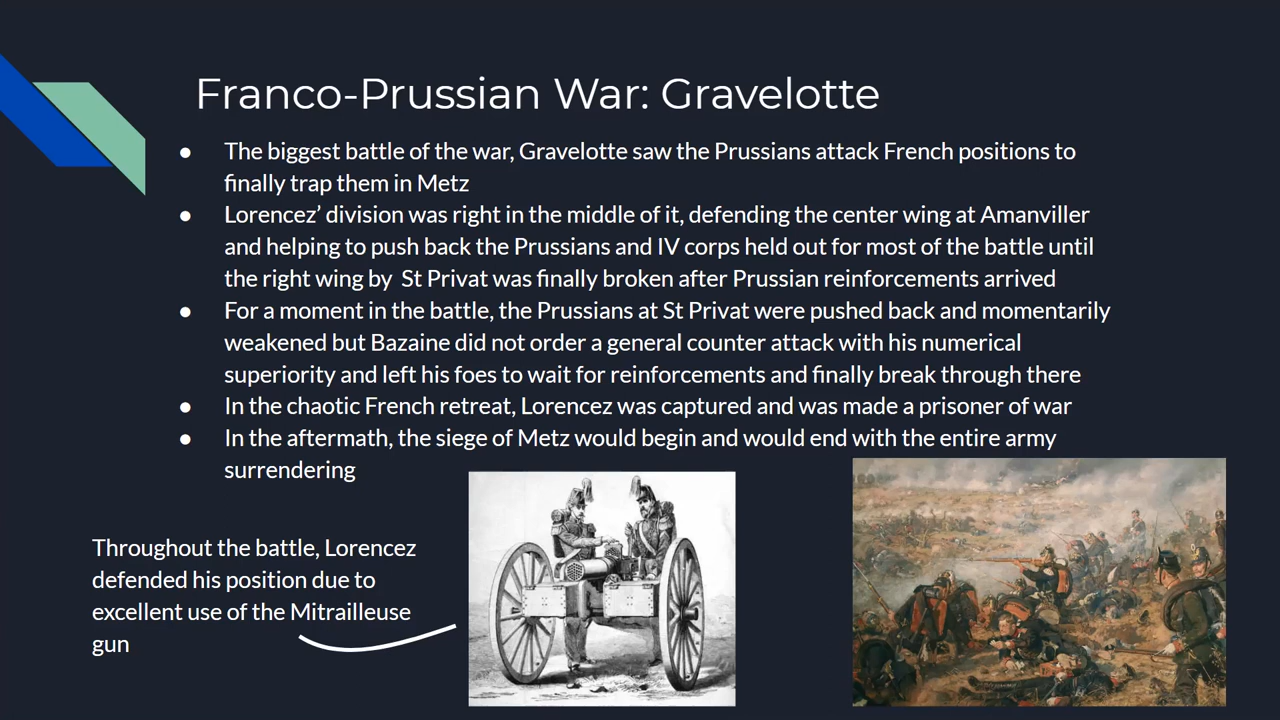 Franco-Prussian War: Gravelotte
● The biggest battle of the war, Gravelotte saw the Prussians attack French positions to
finally trap them in Metz
● Lorencez’ division was right in the middle of it, defending the center wing at Amanviller
and helping to push back the Prussians and IV corps held out for most of the battle until
the right wing by  St Privat was finally broken after Prussian reinforcements arrived
● For a moment in the battle, the Prussians at St Privat were pushed back and momentarily
weakened but Bazaine did not order a general counter attack with his numerical
superiority and left his foes to wait for reinforcements and finally break through there
● In the chaotic French retreat, Lorencez was captured and was made a prisoner of war
● In the aftermath, the siege of Metz would begin and would end with the entire army
surrendering
Throughout the battle, Lorencez
defended his position due to
excellent use of the Mitrailleuse
gun